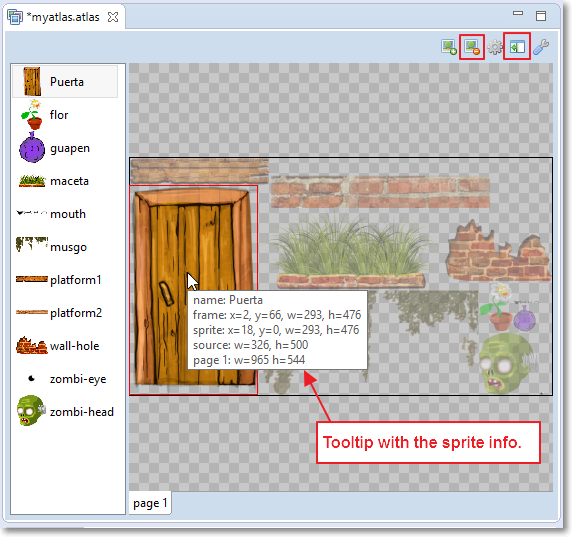 *myatlas.atlas
Puerta
flor
guapen
maceta
mouth
musgo
platform1
platform2
wall-hole
zombi-eye
zombi-head
name: Puerta
frame: x=2, y=66, w=293, h=476
sprite: x=18, y=0, w=293, h=476
source: w=326, h=500
page 1: w=965 h=544
Tooltip with the sprite info.
page 1